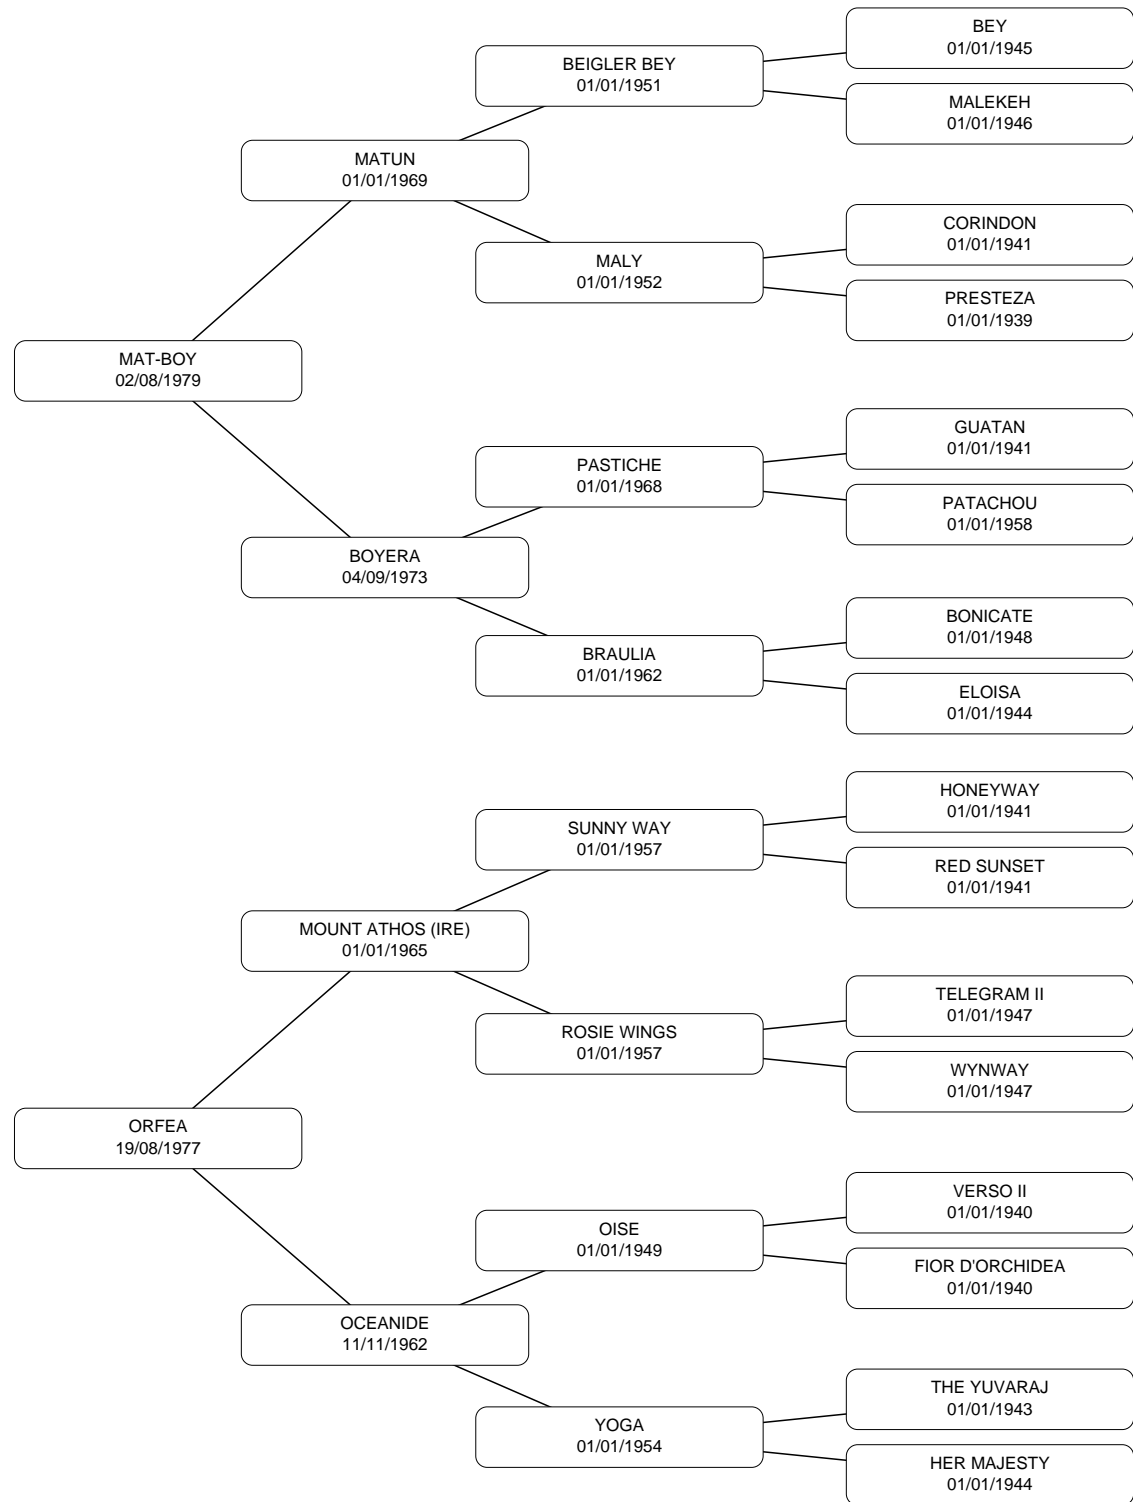 BEY
01/01/1945
BEIGLER BEY
01/01/1951
MALEKEH
01/01/1946
MATUN
01/01/1969
CORINDON
01/01/1941
MALY
01/01/1952
PRESTEZA
01/01/1939
MAT-BOY
02/08/1979
GUATAN
01/01/1941
PASTICHE
01/01/1968
PATACHOU
01/01/1958
BOYERA
04/09/1973
BONICATE
01/01/1948
BRAULIA
01/01/1962
ELOISA
01/01/1944
HONEYWAY
01/01/1941
SUNNY WAY
01/01/1957
RED SUNSET
01/01/1941
MOUNT ATHOS (IRE)
01/01/1965
TELEGRAM II
01/01/1947
ROSIE WINGS
01/01/1957
WYNWAY
01/01/1947
ORFEA
19/08/1977
VERSO II
01/01/1940
OISE
01/01/1949
FIOR D'ORCHIDEA
01/01/1940
OCEANIDE
11/11/1962
THE YUVARAJ
01/01/1943
YOGA
01/01/1954
HER MAJESTY
01/01/1944